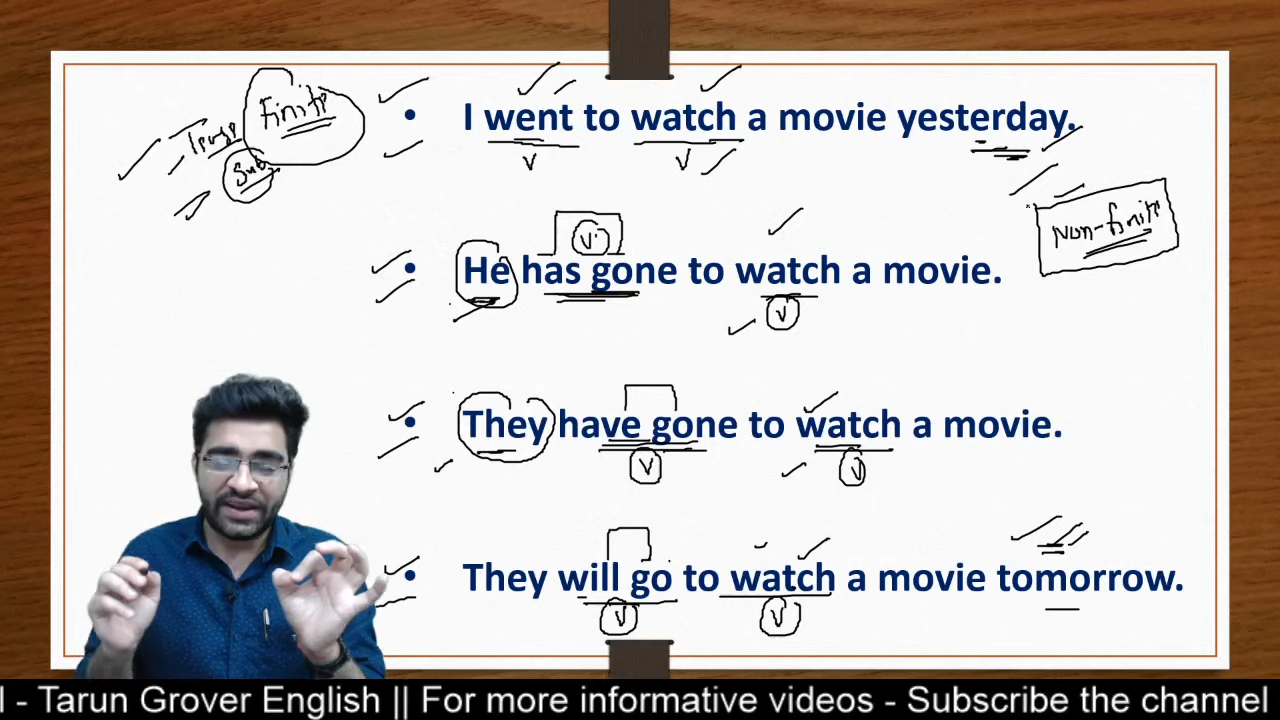 Finite
Tense
Sub
• I went to watch a movie yesterday.
V V
Non-finite
V
• He has gone to watch a movie.
V
• They have gone to watch a movie.
V V
• They will go to watch a movie tomorrow.
V V
l - Tarun Grover English || For more informative videos - Subscribe the channel